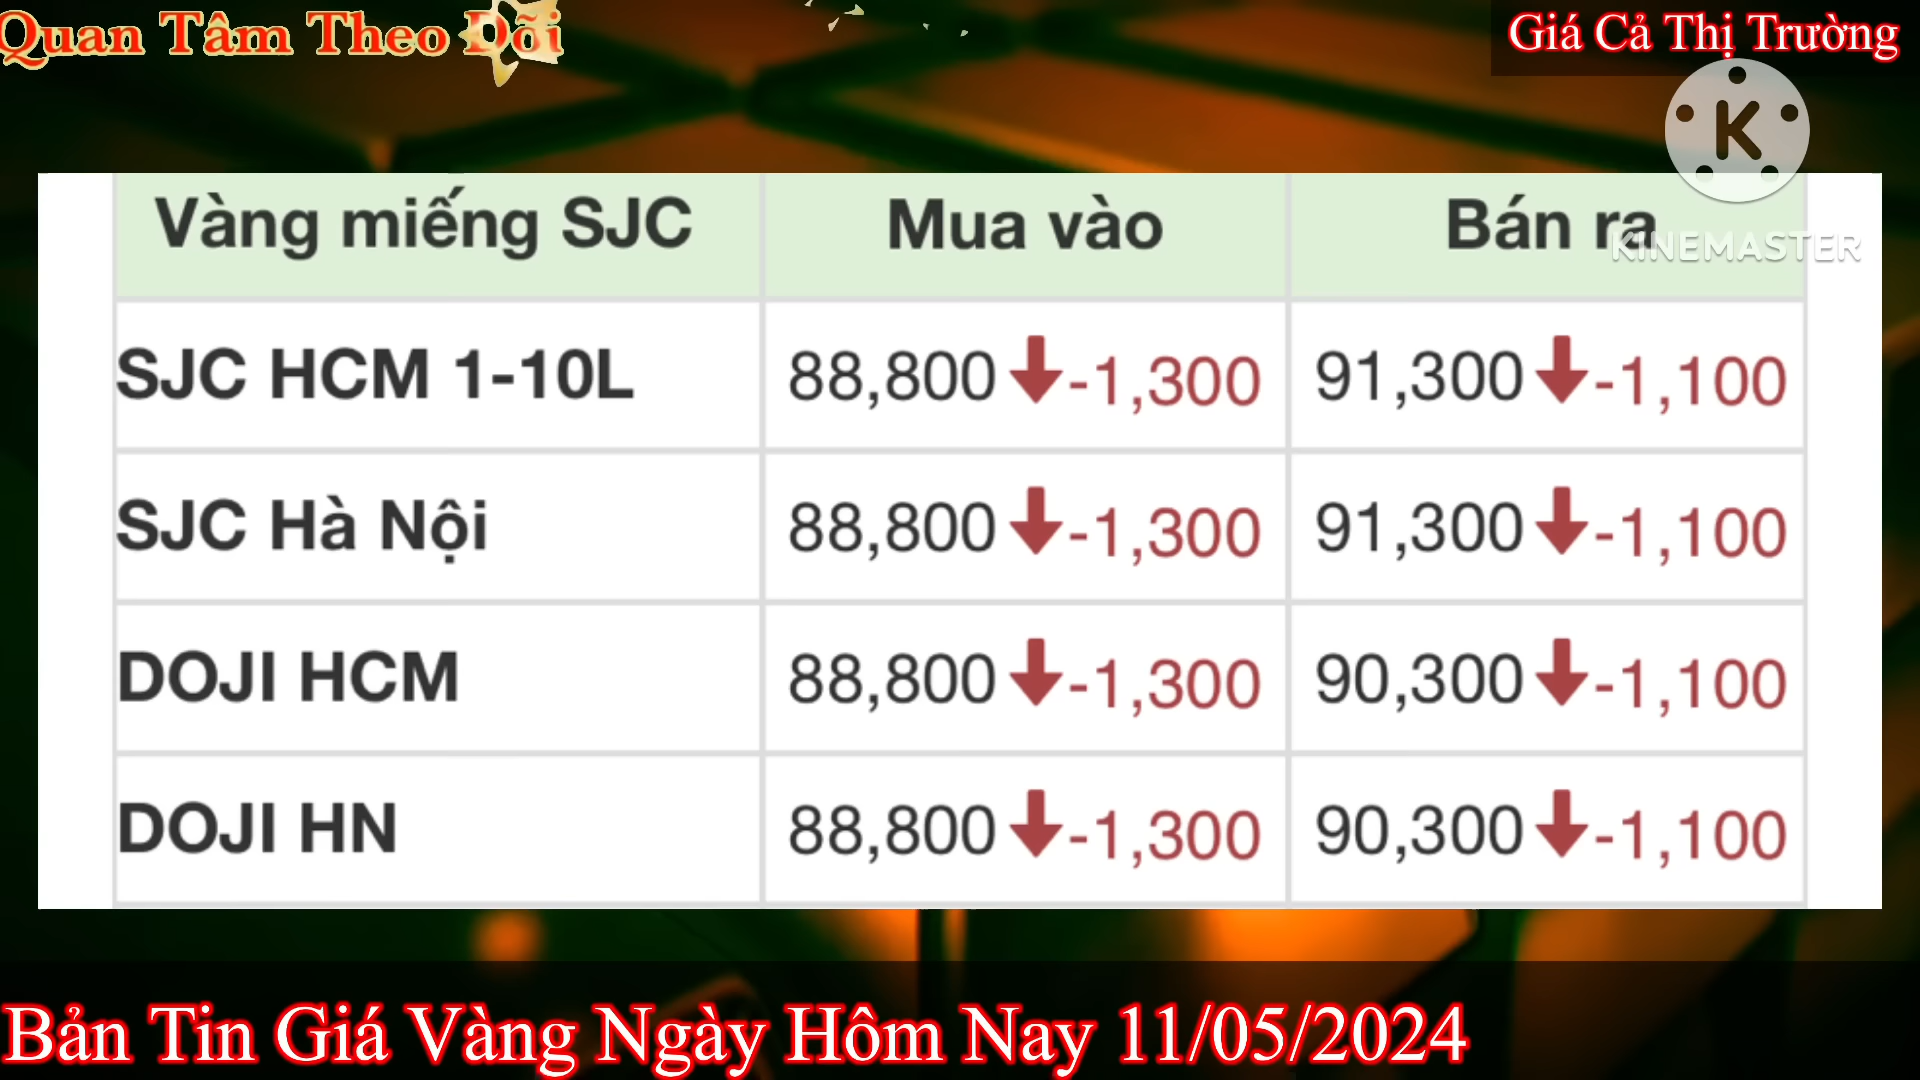 Quan Tâm Theo Dõi
Giá Cả Thị Trường
K
KINEMASTER
Vàng miếng SJC Mua vào Bán ra
SJC HCM 1-10L 88,800 -1,300 91,300 -1,100
SJC Hà Nội 88,800 -1,300 91,300 -1,100
DOJI HCM 88,800 -1,300 90,300 -1,100
DOJI HN 88,800 -1,300 90,300 -1,100
Bản Tin Giá Vàng Ngày Hôm Nay 11/05/2024